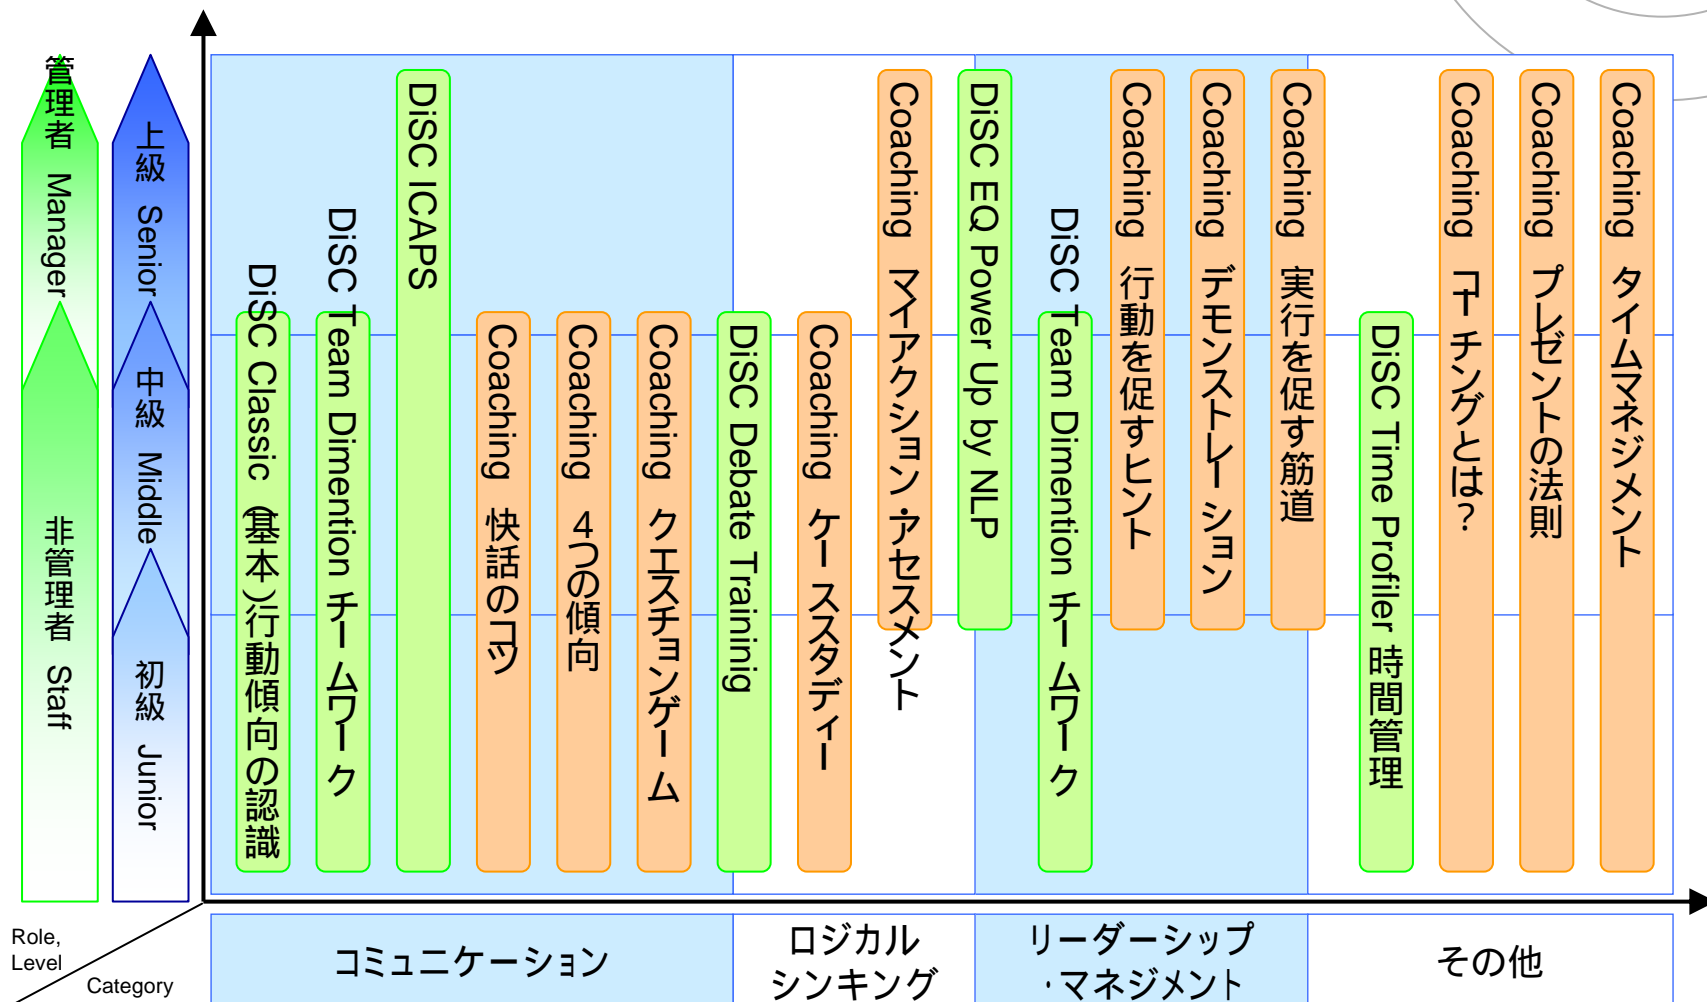 管理者 Manager
非管理者 Staff
上級 Senior
中級 Middle
初級 Junior
DiSC Classic (基本)行動傾向の認識
DiSC Team Dimention チームワーク
DiSC ICAPS
Coaching 快話のコツ
Coaching 4つの傾向
Coaching クエスチョンゲーム
DiSC Debate Traininig
Coaching ケーススタディー
Coaching マイアクション・アセスメント
DiSC EQ Power Up by NLP
DiSC Team Dimention チームワーク
Coaching 行動を促すヒント
Coaching デモンストレーション
Coaching 実行を促す筋道
DiSC Time Profiler 時間管理
Coaching コーチングとは?
Coaching プレゼントの法則
Coaching タイムマネジメント
Role,
Level
Category
コミュニケーション
ロジカル
シンキング
リーダーシップ
・マネジメント
その他